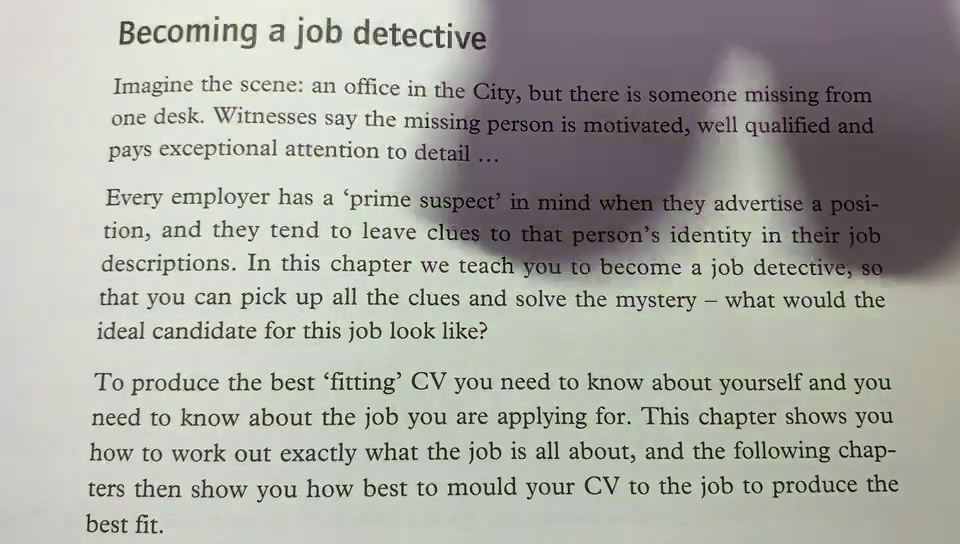 Becoming a job detective
Imagine the scene: an office in the City, but there is someone missing from
one desk. Witnesses say the missing person is motivated, well qualified and
pays exceptional attention to detail …
Every employer has a ‘prime suspect’ in mind when they advertise a posi-
tion, and they tend to leave clues to that person’s identity in their job
descriptions. In this chapter we teach you to become a job detective, so
that you can pick up all the clues and solve the mystery – what would the
ideal candidate for this job look like?
To produce the best ‘fitting’ CV you need to know about yourself and you
need to know about the job you are applying for. This chapter shows you
how to work out exactly what the job is all about, and the following chap-
ters then show you how best to mould your CV to the job to produce the
best fit.